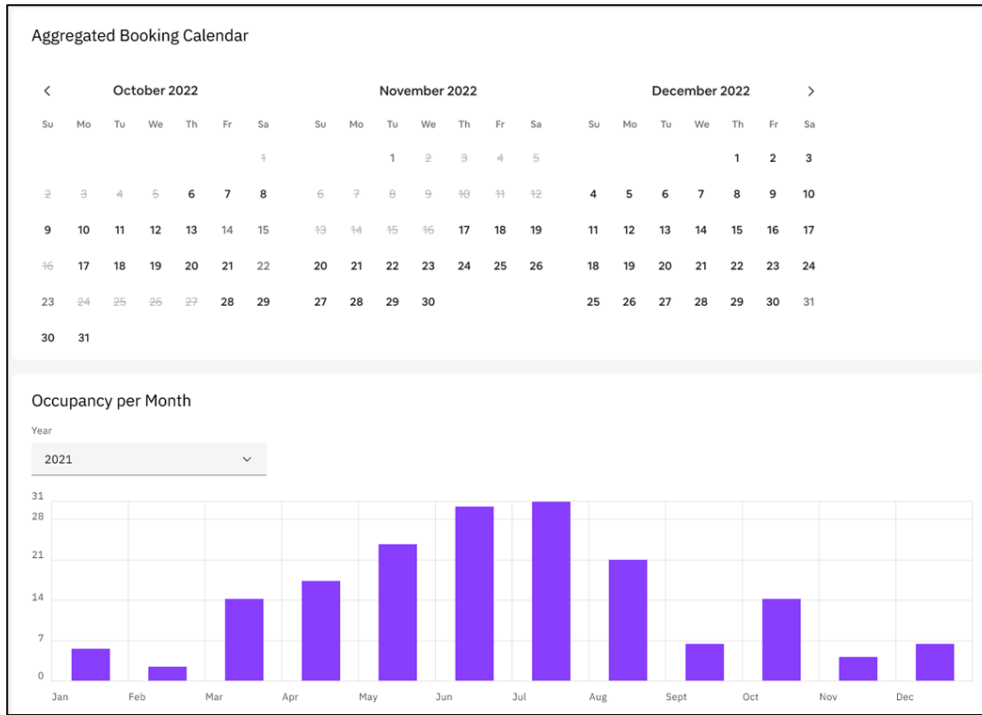 Aggregated Booking Calendar
October 2022 November 2022 December 2022
Su Mo Tu We Th Fr Sa Su Mo Tu We Th Fr Sa Su Mo Tu We Th Fr Sa
1 1 2 3 4 5 1 2 3
2 3 4 5 6 7 8 6 7 8 9 10 11 12 4 5 6 7 8 9 10
9 10 11 12 13 14 15 13 14 15 16 17 18 19 11 12 13 14 15 16 17
16 17 18 19 20 21 22 20 21 22 23 24 25 26 18 19 20 21 22 23 24
23 24 25 26 27 28 29 27 28 29 30 25 26 27 28 29 30 31
30 31
Occupancy per Month
Year
2021
31
28
21
14
7
0
Jan Feb Mar Apr May Jun Jul Aug Sept Oct Nov Dec